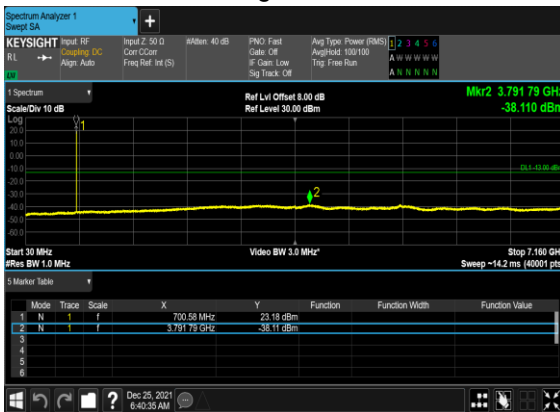 Spectrum Analyzer 1
Swept SA
KEYSIGHT Input: RF Input Z: 50 Ω #Atten: 40 dB PNO: Fast Avg Type: Power (RMS) 1 2 3 4 5 6
RL Coupling: DC Corr CCorr Gate: Off Avg|Hold: 100/100 A W W W W W
Align: Auto Freq Ref: Int (S) IF Gain: Low Trig: Free Run
Sig Track: Off A N N N N N
LV
1 Spectrum Ref Lvl Offset 8.00 dB Mkr2 3.791 79 GHz
Scale/Div 10 dB Ref Level 30.00 dBm -38.110 dBm
Log
20.0 1
10.0
0.00
-10.0 DL1 -13.00 dBm
-20.0
-30.0 2
-40.0
-50.0
-60.0
Start 30 MHz Video BW 3.0 MHz* Stop 7.160 GH
#Res BW 1.0 MHz Sweep ~14.2 ms (40001 pts
5 Marker Table
Mode Trace Scale X Y Function Function Width Function Value
1 N 1 f 700.58 MHz 23.18 dBm
2 N 1 f 3.791 79 GHz -38.11 dBm
3
4
5
6
? Dec 25, 2021
6:40:35 AM